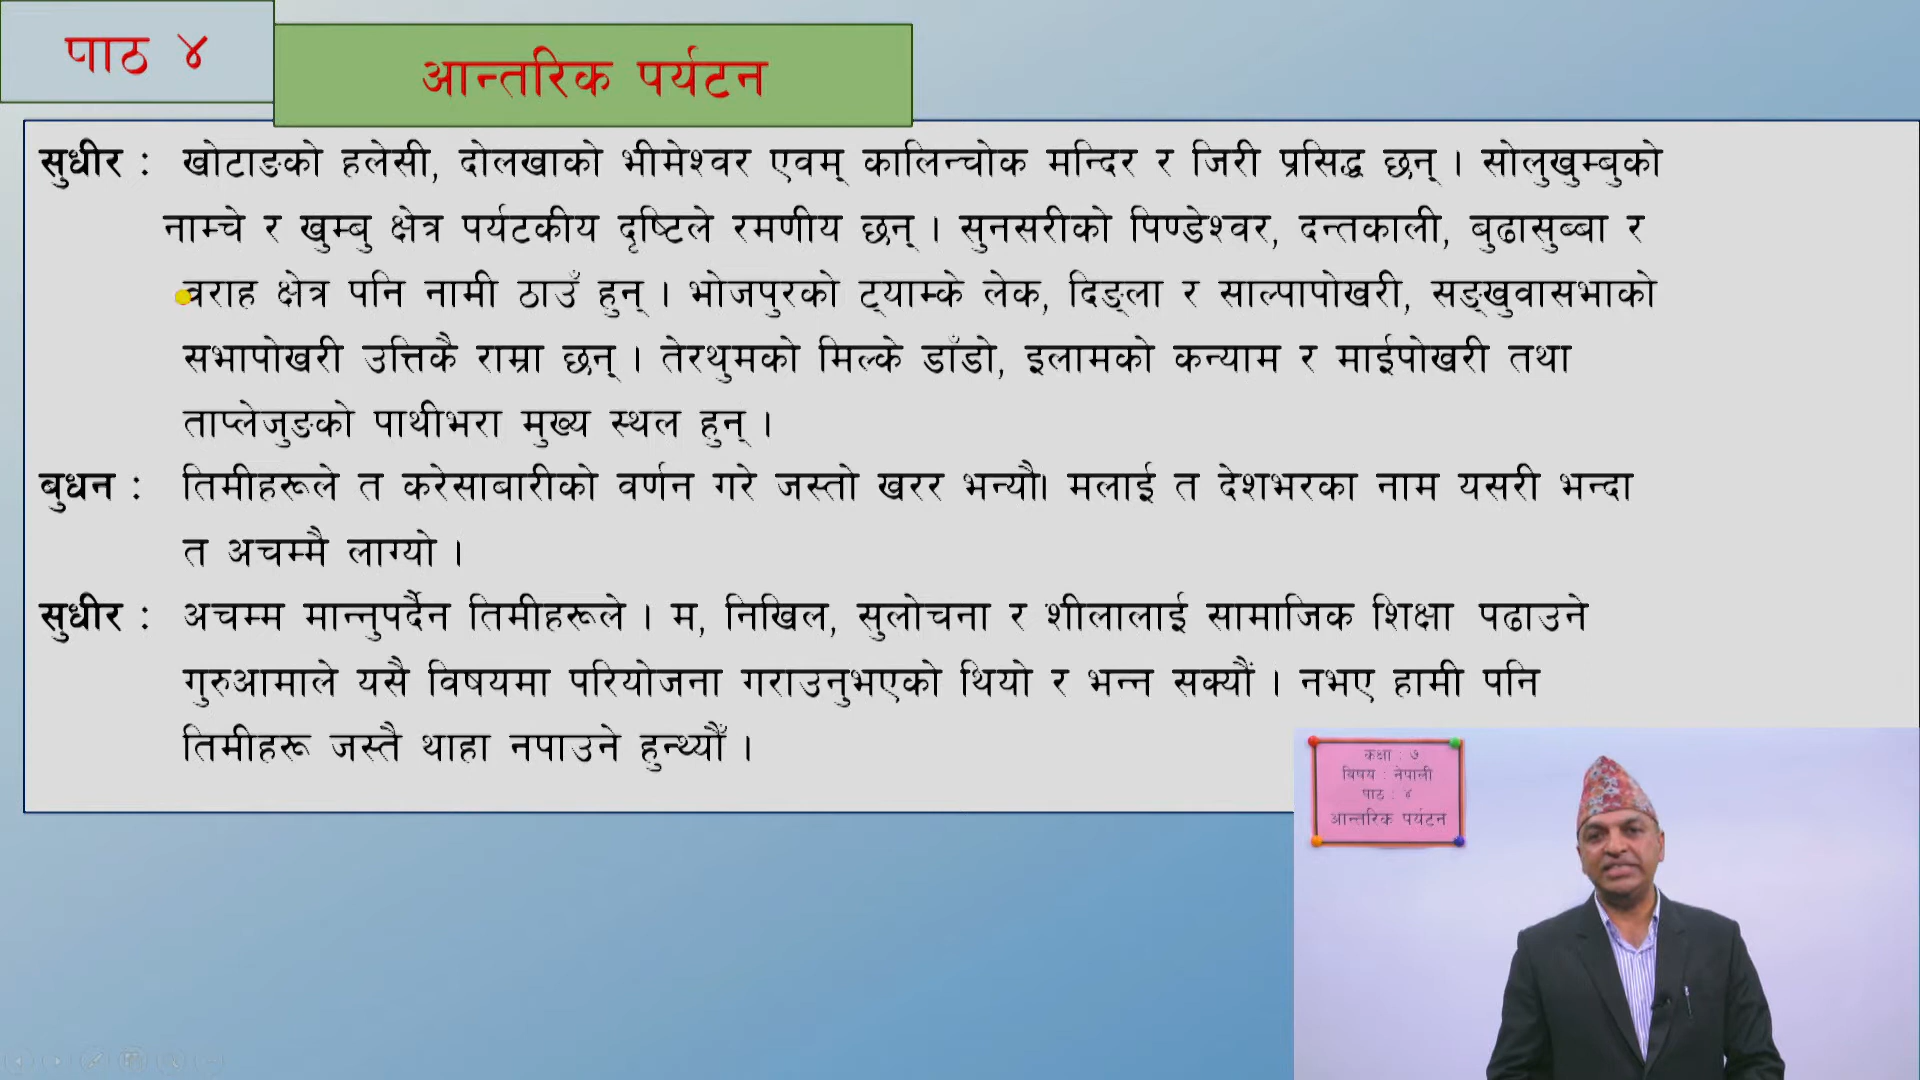 पाठ ४
आन्तरिक पर्यटन
सुधीर : खोटाङको हलेसी, दोलखाको भीमेश्वर एवम् कालिन्चोक मन्दिर र जिरी प्रसिद्ध छन् । सोलुखुम्बुको
नाम्चे र खुम्बु क्षेत्र पर्यटकीय दृष्टिले रमणीय छन् । सुनसरीको पिण्डेश्वर, दन्तकाली, बुढासुब्बा र
वराह क्षेत्र पनि नामी ठाउँ हुन् । भोजपुरको ट्याम्के लेक, दिङ्ला र साल्पापोखरी, सङ्खुवासभाको
सभापोखरी उत्तिकै राम्रा छन् । तेरथुमको मिल्के डाँडो, इलामको कन्याम र माईपोखरी तथा
ताप्लेजुङको पाथीभरा मुख्य स्थल हुन् ।
बुधन : तिमीहरूले त करेसाबारीको वर्णन गरे जस्तो खरर भन्यौ। मलाई त देशभरका नाम यसरी भन्दा
त अचम्मै लाग्यो ।
सुधीर : अचम्म मान्नुपर्दैन तिमीहरूले । म, निखिल, सुलोचना र शीलालाई सामाजिक शिक्षा पढाउने
गुरुआमाले यसै विषयमा परियोजना गराउनुभएको थियो र भन्न सक्यौं । नभए हामी पनि
तिमीहरू जस्तै थाहा नपाउने हुन्थ्यौँ ।
कक्षा : ७
विषय : नेपाली
पाठ : ४
आन्तरिक पर्यटन